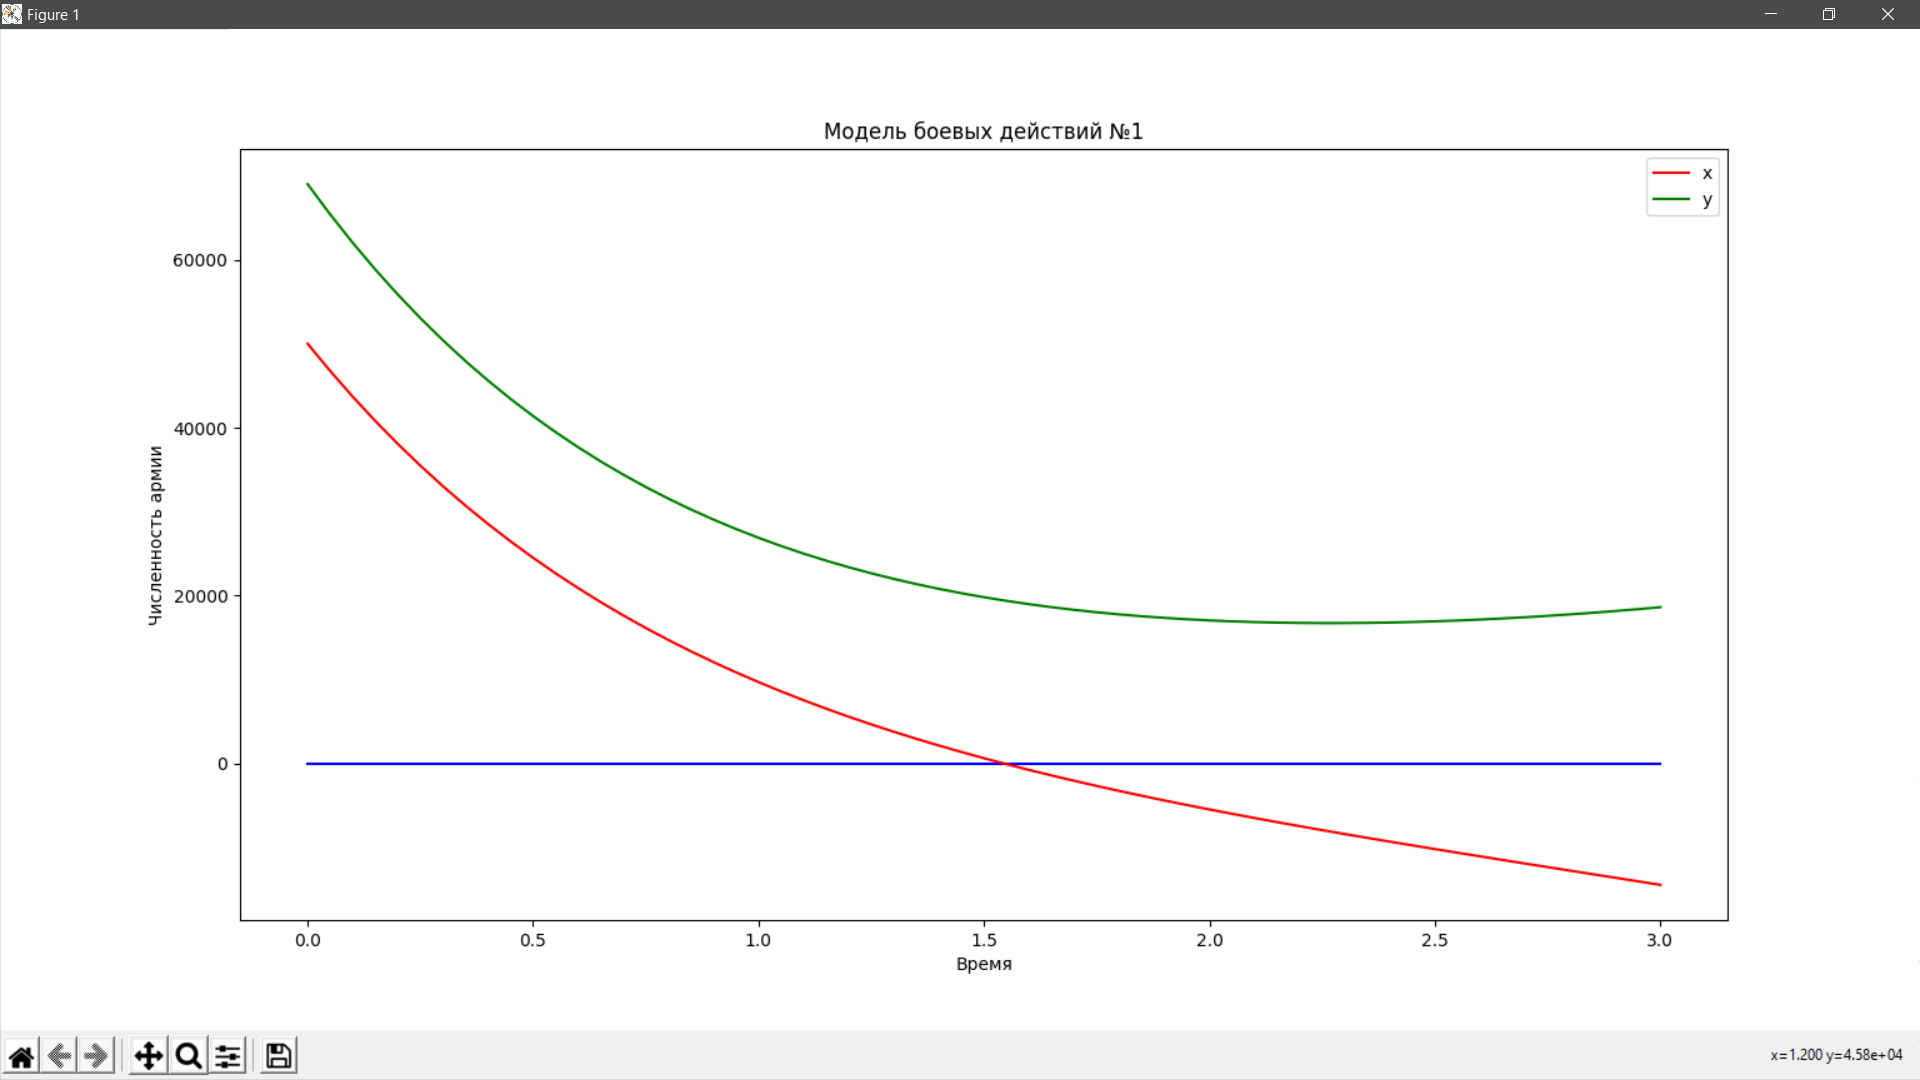 Figure 1
Модель боевых действий №1
x
y
Численность армии
60000
40000
20000
0
0.0 0.5 1.0 1.5 2.0 2.5 3.0
Время
x=1.200 y=4.58e+04